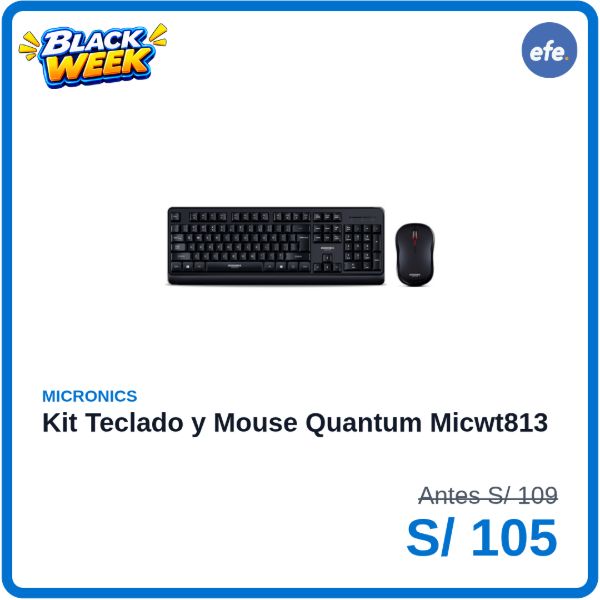 BLACK
WEEK
efe.
MICRONICS
Kit Teclado y Mouse Quantum Micwt813
Antes S/ 109
S/ 105